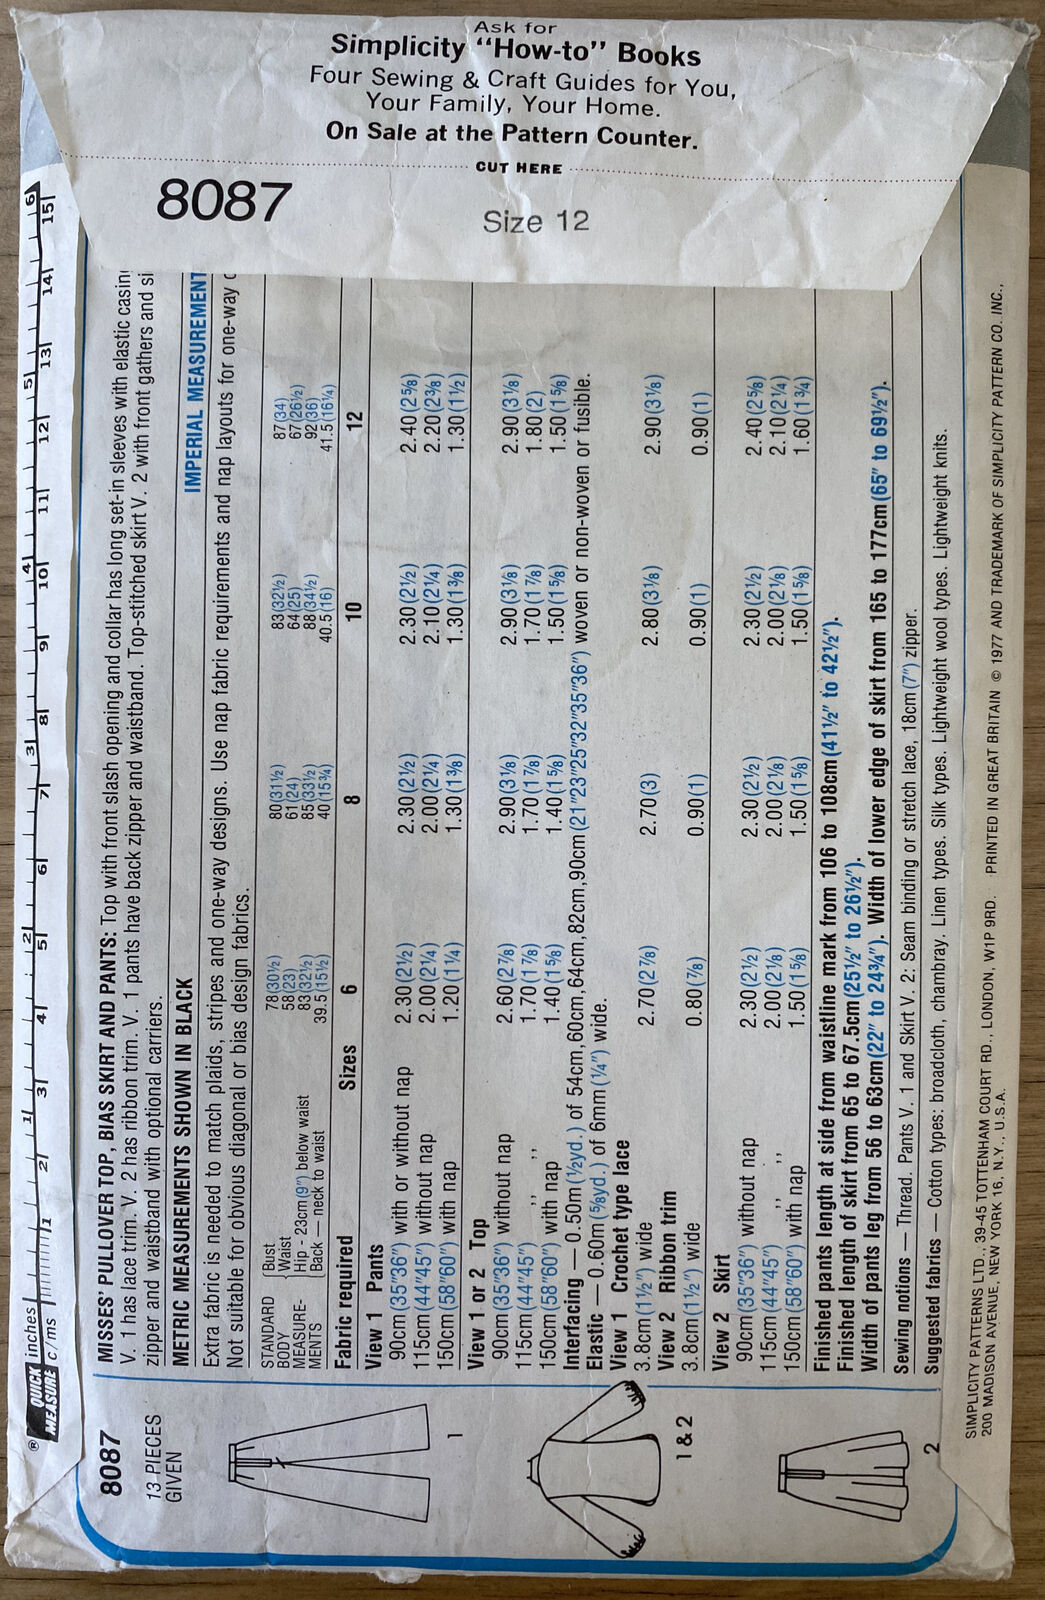 Ask for
Simplicity “How-to” Books
Four Sewing & Craft Guides for You,
Your Family, Your Home.
On Sale at the Pattern Counter.
CUT HERE
8087
Size 12
® QUICK MEASURE inches c/ms
1 2 3 4 5 6
1 2 3 4 5 6 7 8 9 10 11 12 13 14 15
8087
13 PIECES
GIVEN
1
1 & 2
2
MISSES' PULLOVER TOP, BIAS SKIRT AND PANTS: Top with front slash opening and collar has long set-in sleeves with elastic casin
V. 1 has lace trim. V. 2 has ribbon trim. V. 1 pants have back zipper and waistband. Top-stitched skirt V. 2 with front gathers and si
zipper and waistband with optional carriers.
METRIC MEASUREMENTS SHOWN IN BLACK IMPERIAL MEASUREMENT
Extra fabric is needed to match plaids, stripes and one-way designs. Use nap fabric requirements and nap layouts for one-way
Not suitable for obvious diagonal or bias design fabrics.
STANDARD BODY MEASURE-MENTS
Bust 78(30½) 80(31½) 83(32½) 87(34)
Waist 58(23) 61(24) 64(25) 67(26½)
Hip - 23cm(9") below waist 83(32½) 85(33½) 88(34½) 92(36)
Back — neck to waist 39.5(15½) 40(15¾) 40.5(16) 41.5(16¼)
Fabric required Sizes 6 8 10 12
View 1 Pants
90cm(35"36") with or without nap 2.30(2½) 2.30(2½) 2.30(2½) 2.40(2⅝)
115cm(44"45") without nap 2.00(2¼) 2.00(2¼) 2.10(2¼) 2.20(2⅜)
150cm(58"60") with nap 1.20(1¼) 1.30(1⅜) 1.30(1⅜) 1.30(1½)
View 1 or 2 Top
90cm(35"36") without nap 2.60(2⅞) 2.90(3⅛) 2.90(3⅛) 2.90(3⅛)
115cm(44"45") ,, ,, 1.70(1⅞) 1.70(1⅞) 1.70(1⅞) 1.80(2)
150cm(58"60") with nap 1.40(1⅝) 1.40(1⅝) 1.50(1⅝) 1.50(1⅝)
Interfacing — 0.50m(½yd.) of 54cm,60cm,64cm,82cm,90cm(21"23"25"32"35"36") woven or non-woven or fusible.
Elastic — 0.60m(⅝yd.) of 6mm(¼") wide.
View 1 Crochet type lace
3.8cm(1½") wide 2.70(2⅞) 2.70(3) 2.80(3⅛) 2.90(3⅛)
View 2 Ribbon trim
3.8cm(1½") wide 0.80(⅞) 0.90(1) 0.90(1) 0.90(1)
View 2 Skirt
90cm(35"36") without nap 2.30(2½) 2.30(2½) 2.30(2½) 2.40(2⅝)
115cm(44"45") ,, ,, 2.00(2⅛) 2.00(2⅛) 2.00(2⅛) 2.10(2¼)
150cm(58"60") with nap 1.50(1⅝) 1.50(1⅝) 1.50(1⅝) 1.60(1¾)
Finished pants length at side from waistline mark from 106 to 108cm(41½" to 42½").
Finished length of skirt from 65 to 67.5cm(25½" to 26½").
Width of pants leg from 56 to 63cm(22" to 24¾"). Width of lower edge of skirt from 165 to 177cm(65" to 69½").
Sewing notions — Thread. Pants V. 1 and Skirt V. 2: Seam binding or stretch lace, 18cm(7") zipper.
Suggested fabrics — Cotton types: broadcloth, chambray. Linen types. Silk types. Lightweight wool types. Lightweight knits.
SIMPLICITY PATTERNS LTD., 39-45 TOTTENHAM COURT RD., LONDON, W1P 9RD. PRINTED IN GREAT BRITAIN © 1977 AND TRADEMARK OF SIMPLICITY PATTERN CO. INC.,
200 MADISON AVENUE, NEW YORK 16, N.Y., U.S.A.